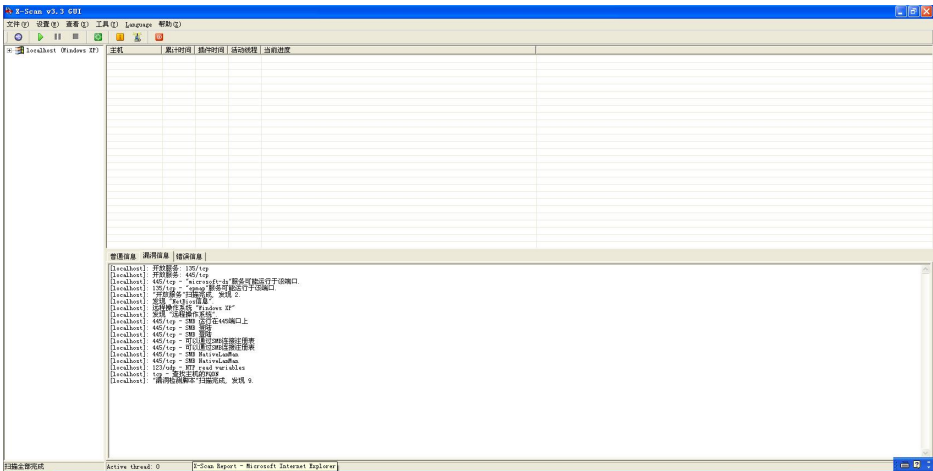 X-Scan v3.3 GUI
文件(F) 设置(W) 查看(X) 工具(Y) Language 帮助(Z)
localhost (Windows XP)
主机 累计时间 插件时间 活动线程 当前进度
普通信息 漏洞信息 错误信息
[localhost]: 开放服务: 135/tcp
[localhost]: 开放服务: 445/tcp
[localhost]: 445/tcp - "microsoft-ds"服务可能运行于该端口.
[localhost]: 135/tcp - "epmap"服务可能运行于该端口.
[localhost]: "开放服务"扫描完成, 发现 2.
[localhost]: 发现 "NetBios信息".
[localhost]: 远程操作系统 "Windows XP"
[localhost]: 发现 "远程操作系统".
[localhost]: 445/tcp - SMB 运行在445端口上
[localhost]: 445/tcp - SMB 登陆
[localhost]: 445/tcp - SMB 登陆
[localhost]: 445/tcp - 可以通过SMB连接注册表
[localhost]: 445/tcp - 可以通过SMB连接注册表
[localhost]: 445/tcp - SMB NativeLanMan
[localhost]: 445/tcp - SMB NativeLanMan
[localhost]: 123/udp - NTP read variables
[localhost]: tcp - 查找主机的FQDN
[localhost]: "漏洞检测脚本"扫描完成, 发现 9.
扫描全部完成 Active thread: 0 X-Scan Report - Microsoft Internet Explorer